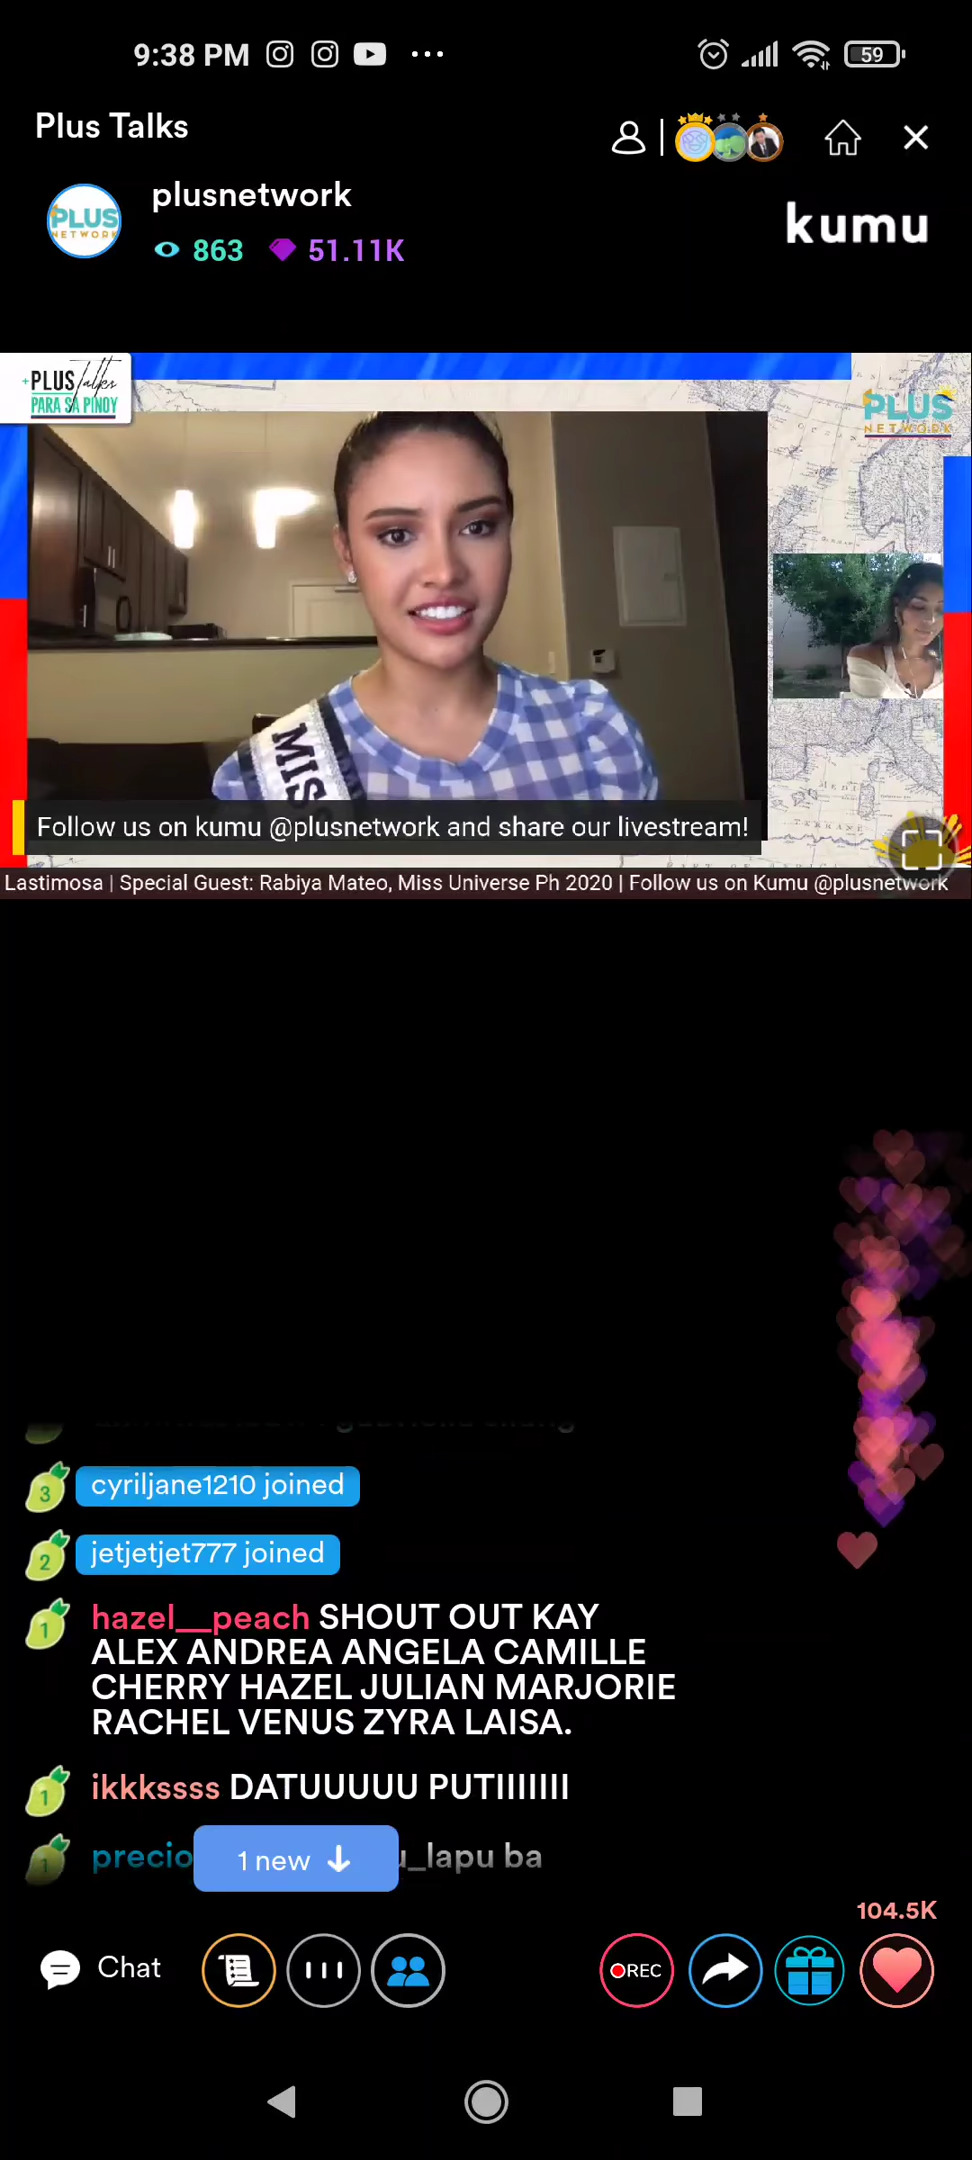 9:38 PM
59
Plus Talks
plusnetwork
863 51.11K
PLUS
NETWORK
kumu
+PLUS Talks
PARA SA PINOY
PLUS
NETWORK
MISS
Follow us on kumu @plusnetwork and share our livestream!
Lastimosa | Special Guest: Rabiya Mateo, Miss Universe Ph 2020 | Follow us on Kumu @plusnetwork
3 cyriljane1210 joined
2 jetjetjet777 joined
1 hazel__peach SHOUT OUT KAY
ALEX ANDREA ANGELA CAMILLE
CHERRY HAZEL JULIAN MARJORIE
RACHEL VENUS ZYRA LAISA.
1 ikkkssss DATUUUUU PUTIIIIIII
1 precio
1 new
u_lapu ba
104.5K
Chat
REC